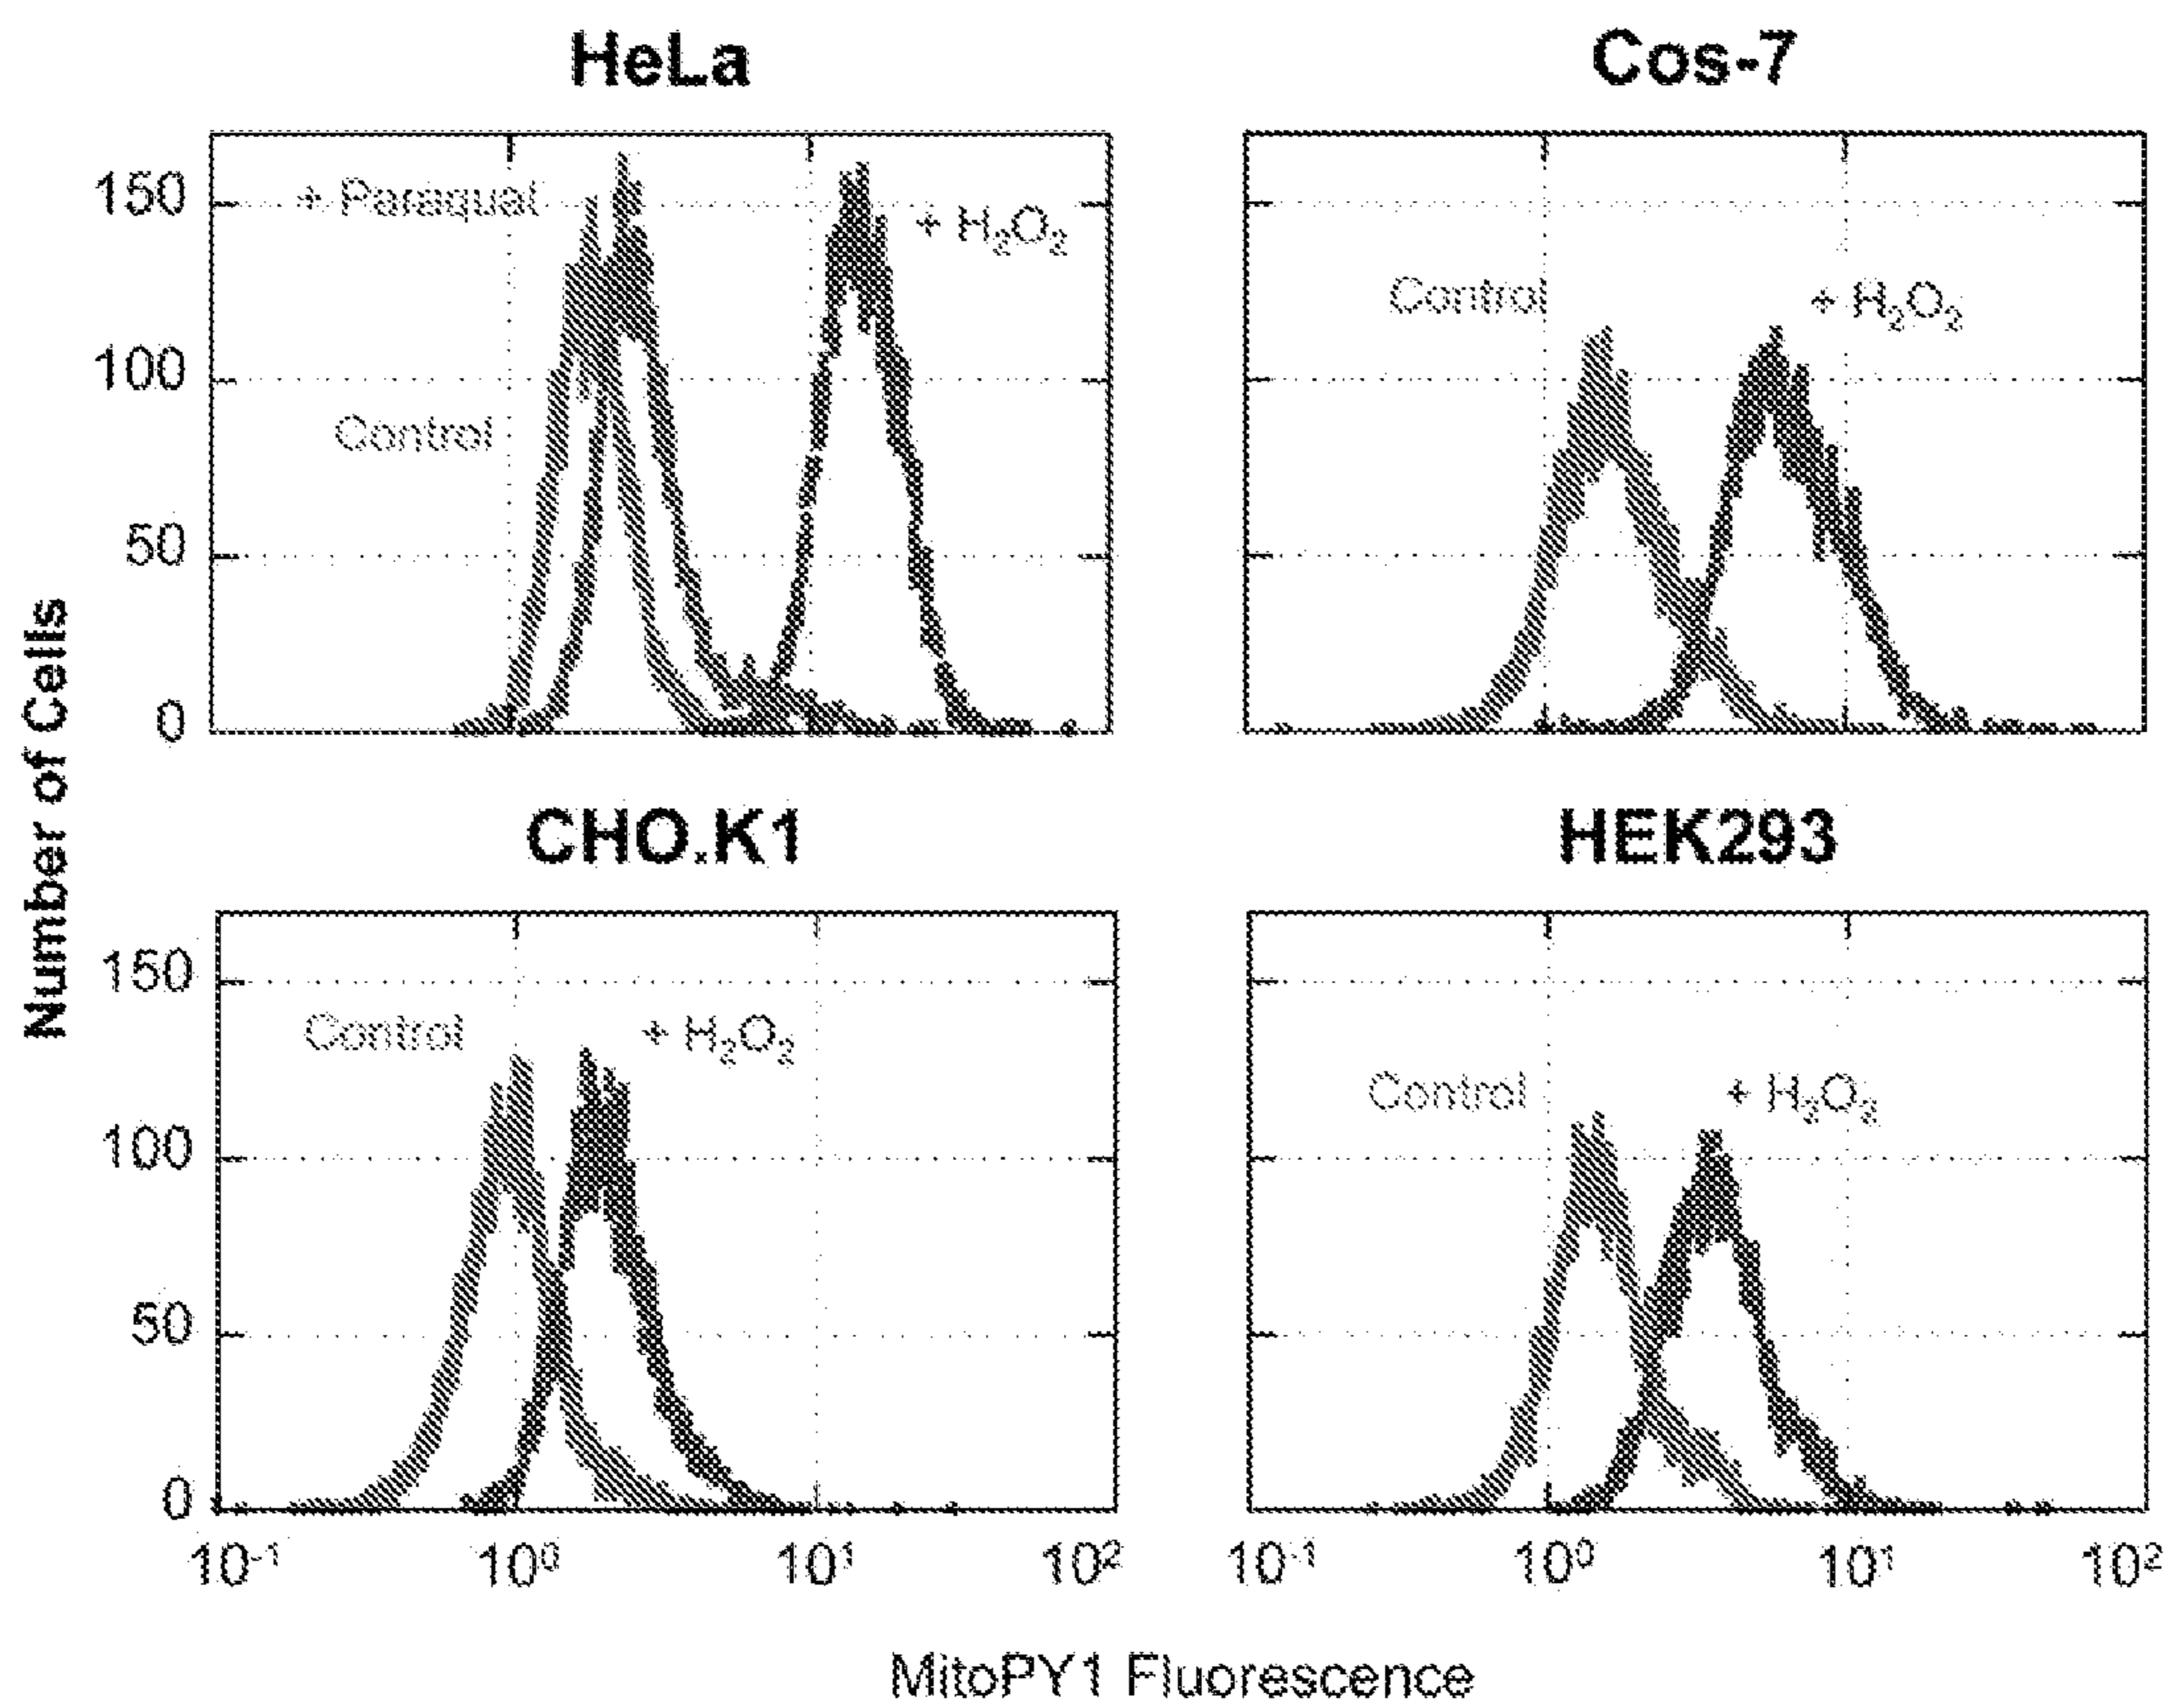 HeLa
Cos-7
150
100
50
0
+ Paraquat
Control
+ H₂O₂
Control
+ H₂O₂
Number of Cells
CHO.K1
HEK293
150
100
50
0
Control
+ H₂O₂
Control
+ H₂O₂
10⁻¹ 10⁰ 10¹ 10²
10⁻¹ 10⁰ 10¹ 10²
MitoPY1 Fluorescence